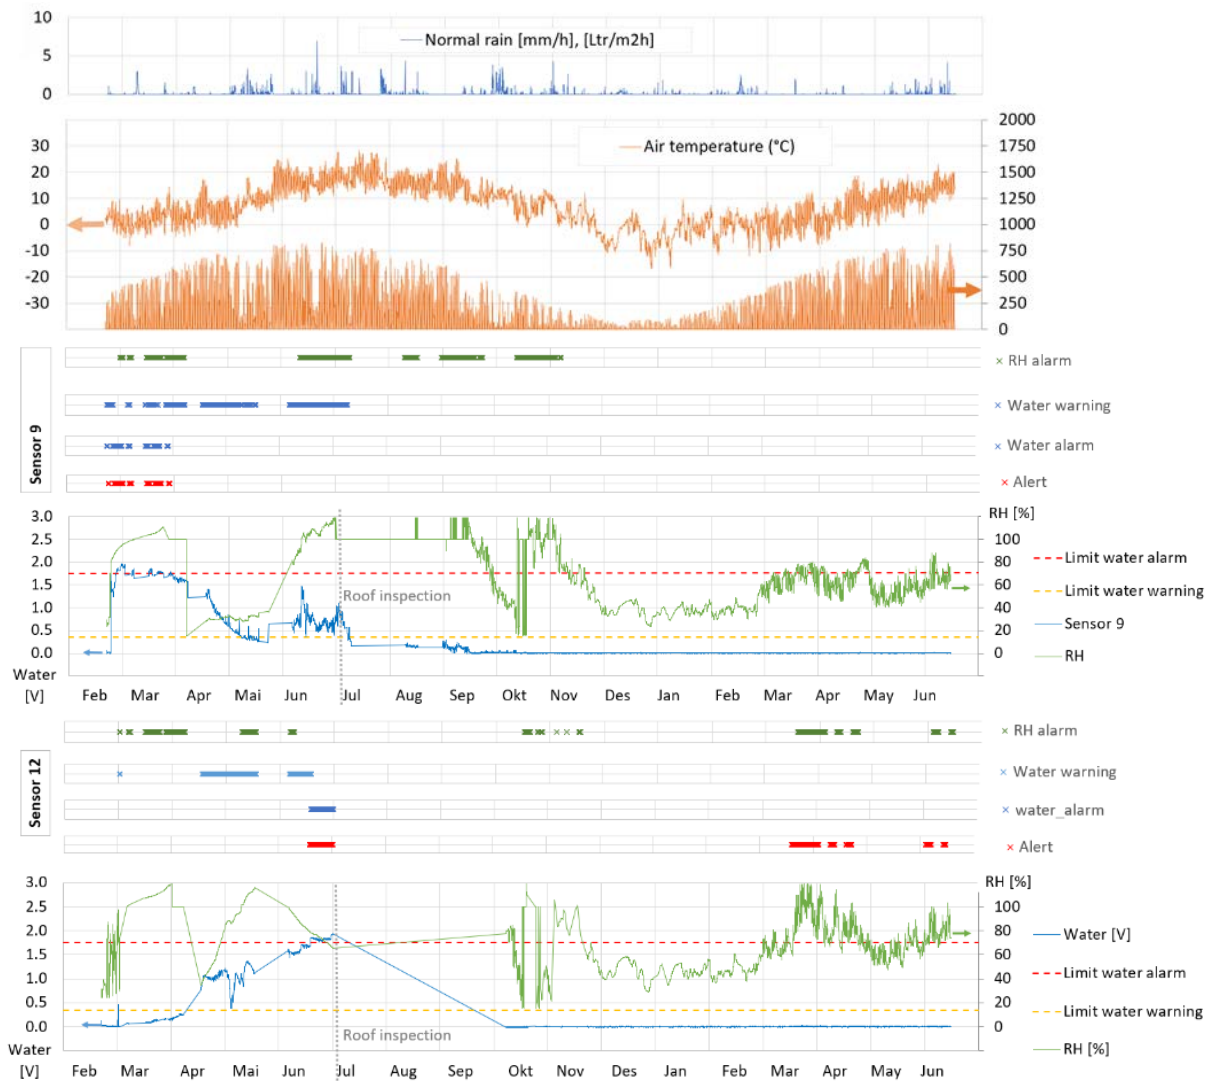 10
5
0
Normal rain [mm/h], [Ltr/m2h]
30
20
10
0
-10
-20
-30
Air temperature (°C)
2000
1750
1500
1250
1000
750
500
250
0
Sensor 9
RH alarm
Water warning
Water alarm
Alert
3.0
2.5
2.0
1.5
1.0
0.5
0.0
Water
[V]
RH [%]
100
80
60
40
20
0
Roof inspection
Limit water alarm
Limit water warning
Sensor 9
RH
Feb Mar Apr Mai Jun Jul Aug Sep Okt Nov Des Jan Feb Mar Apr May Jun
Sensor 12
RH alarm
Water warning
water_alarm
Alert
3.0
2.5
2.0
1.5
1.0
0.5
0.0
Water
[V]
RH [%]
100
80
60
40
20
0
Roof inspection
Water [V]
Limit water alarm
Limit water warning
RH [%]
Feb Mar Apr Mai Jun Jul Aug Sep Okt Nov Des Jan Feb Mar Apr May Jun